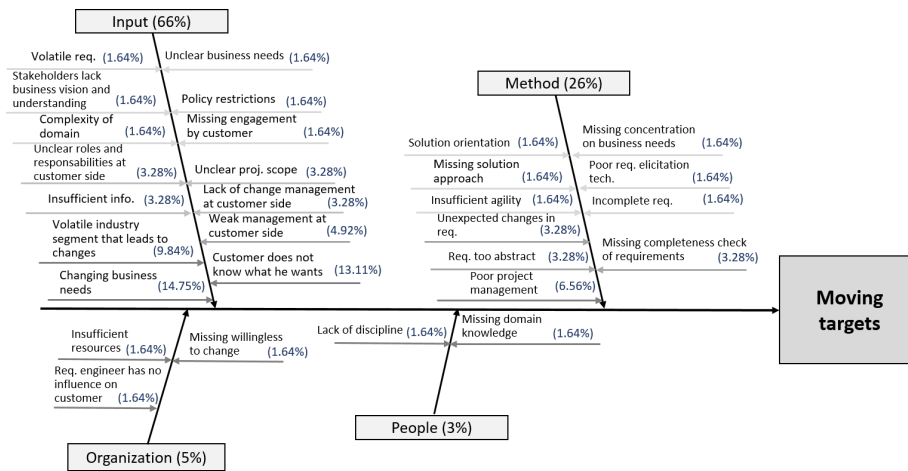 Input (66%)
Volatile req. (1.64%)
Unclear business needs (1.64%)
Stakeholders lack
business vision and
understanding (1.64%)
Policy restrictions (1.64%)
Complexity of
domain (1.64%)
Missing engagement
by customer (1.64%)
Unclear roles and
responsabilities at
customer side (3.28%)
Unclear proj. scope (3.28%)
Insufficient info. (3.28%)
Lack of change management
at customer side (3.28%)
Volatile industry
segment that leads to
changes (9.84%)
Weak management at
customer side (4.92%)
Changing business
needs (14.75%)
Customer does not
know what he wants (13.11%)
Method (26%)
Solution orientation (1.64%)
Missing concentration
on business needs (1.64%)
Missing solution
approach (1.64%)
Poor req. elicitation
tech. (1.64%)
Insufficient agility (1.64%)
Incomplete req. (1.64%)
Unexpected changes in
req. (3.28%)
Req. too abstract (3.28%)
Missing completeness check
of requirements (3.28%)
Poor project
management (6.56%)
Moving
targets
Insufficient
resources (1.64%)
Missing willingless
to change (1.64%)
Req. engineer has no
influence on
customer (1.64%)
Organization (5%)
Lack of discipline (1.64%)
Missing domain
knowledge (1.64%)
People (3%)